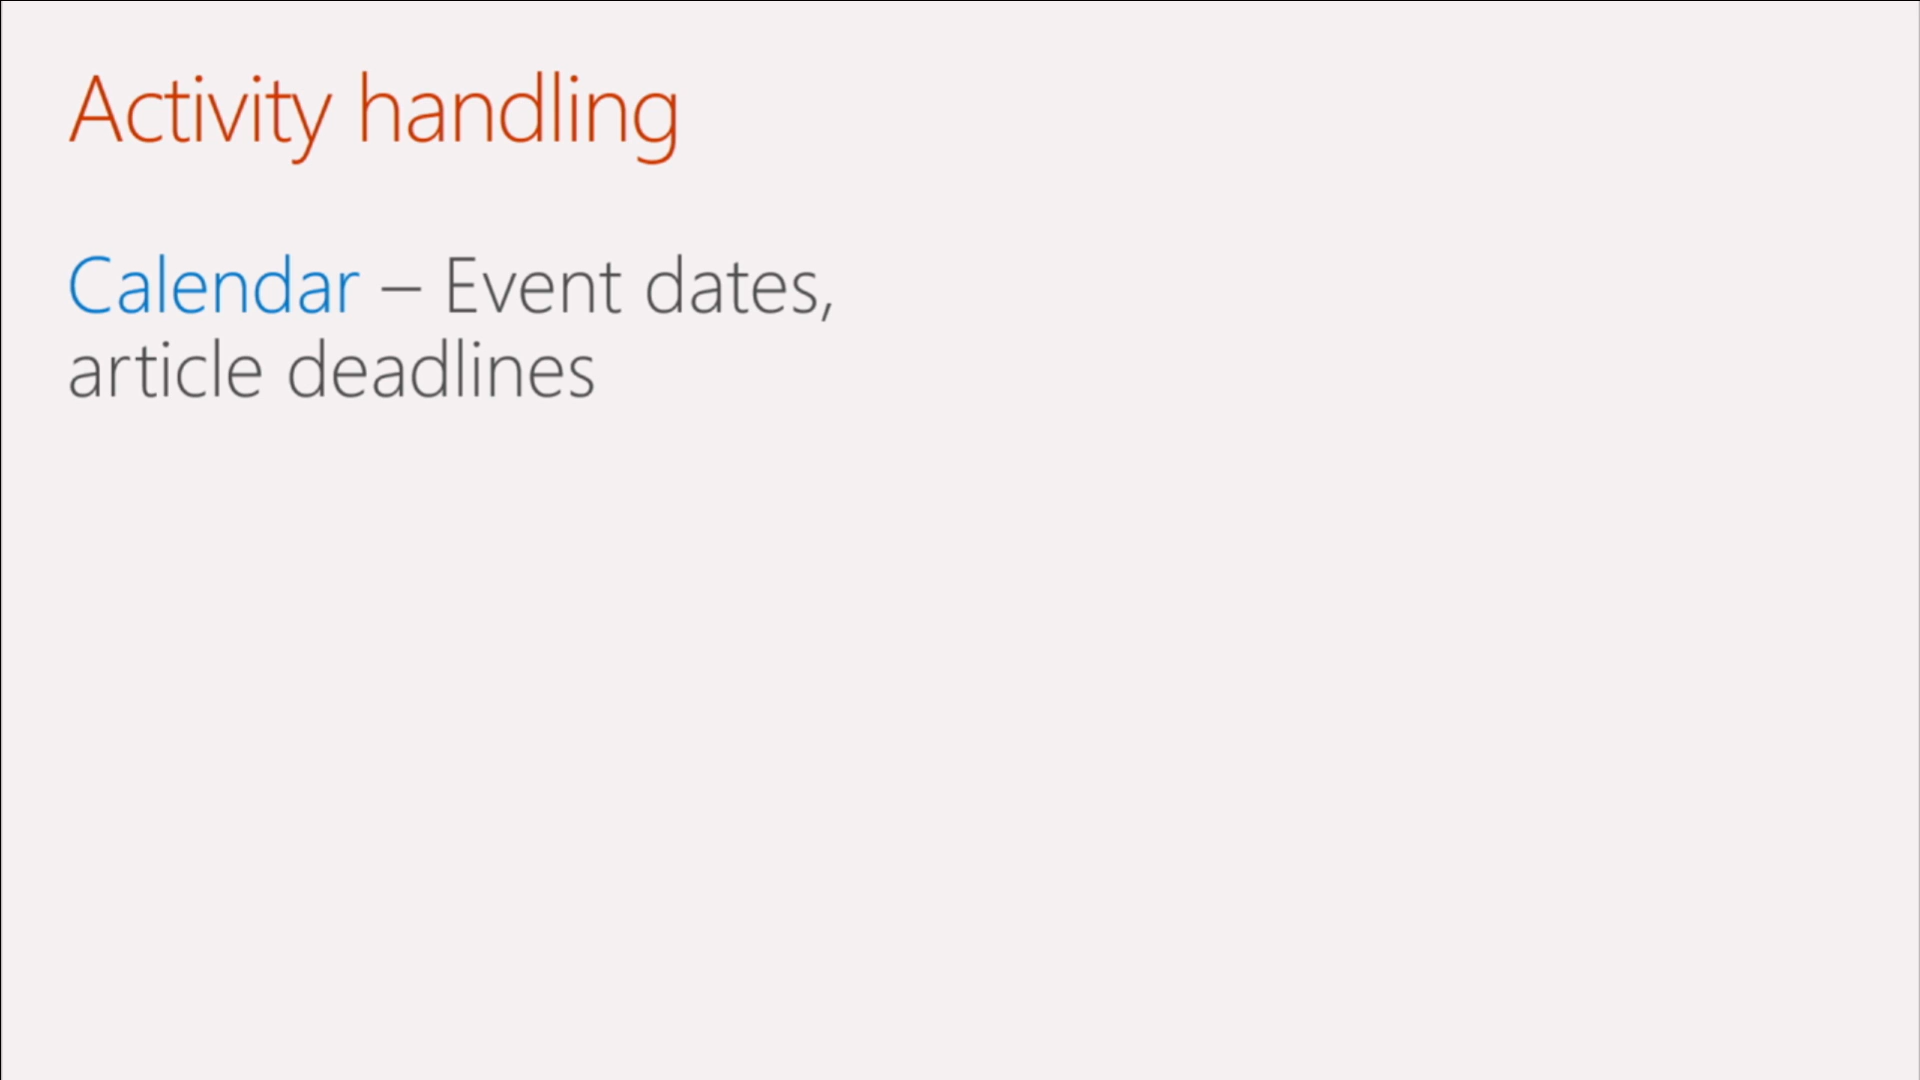 Activity handling
Calendar – Event dates,
article deadlines